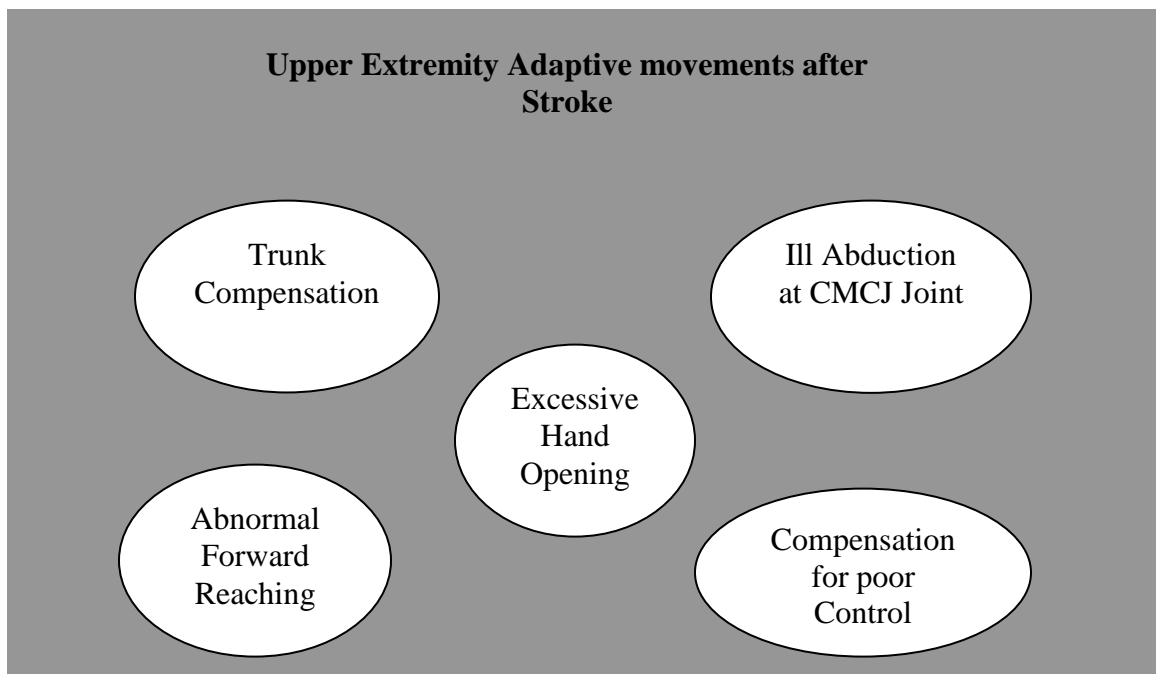 Upper Extremity Adaptive movements after
Stroke
Trunk
Compensation
Ill Abduction
at CMCJ Joint
Excessive
Hand
Opening
Abnormal
Forward
Reaching
Compensation
for poor
Control